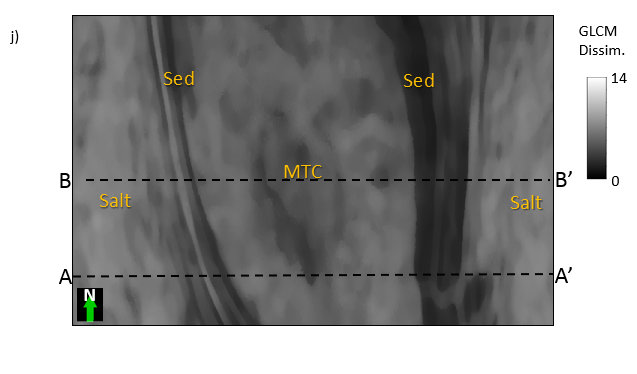 j)
GLCM
Dissim.
14
0
Sed
Sed
MTC
B
B’
Salt
Salt
A
A’
N